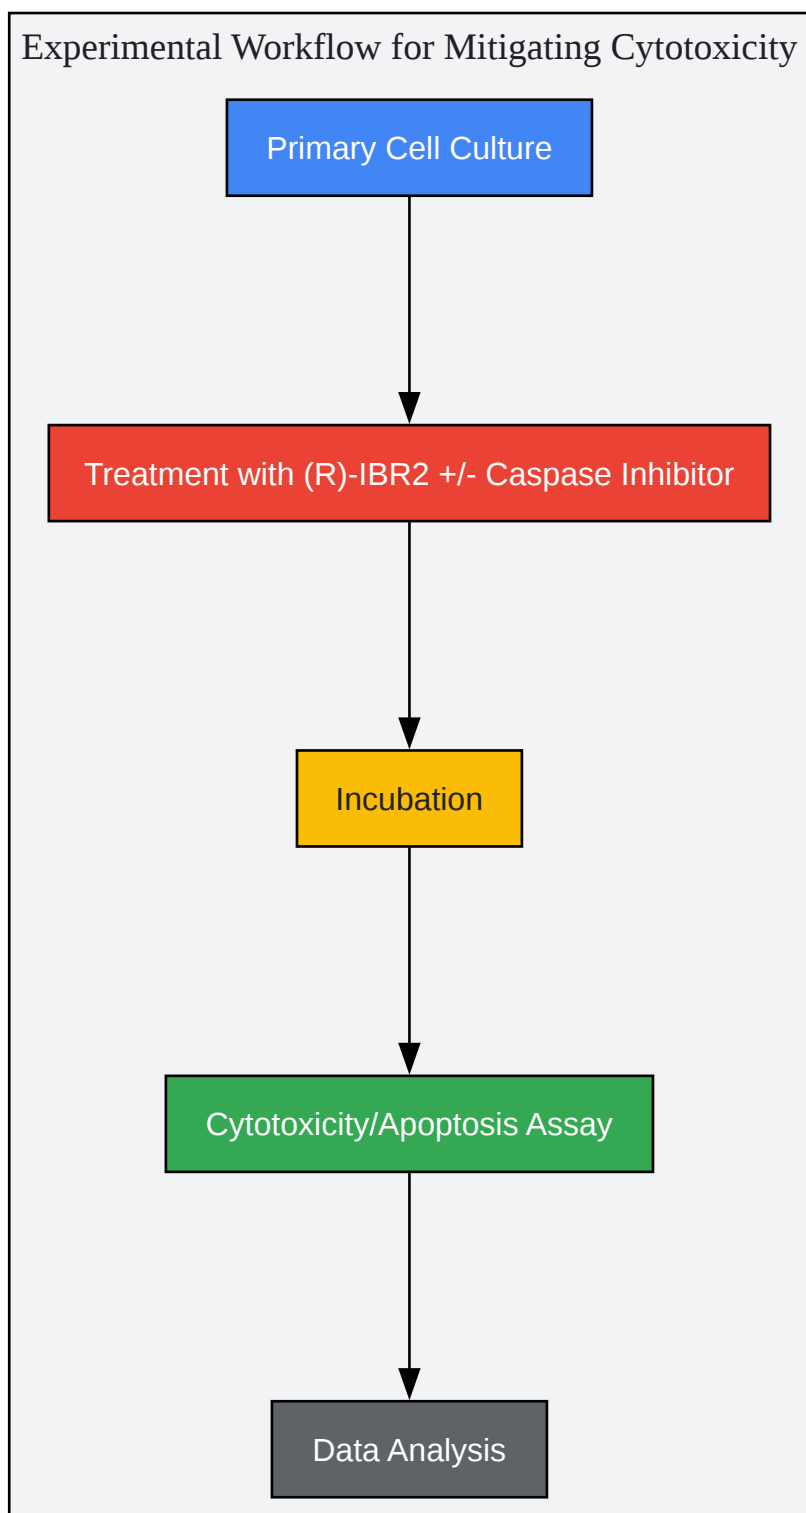 Experimental Workflow for Mitigating Cytotoxicity
Primary Cell Culture
Treatment with (R)-IBR2 +/- Caspase Inhibitor
Incubation
Cytotoxicity/Apoptosis Assay
Data Analysis